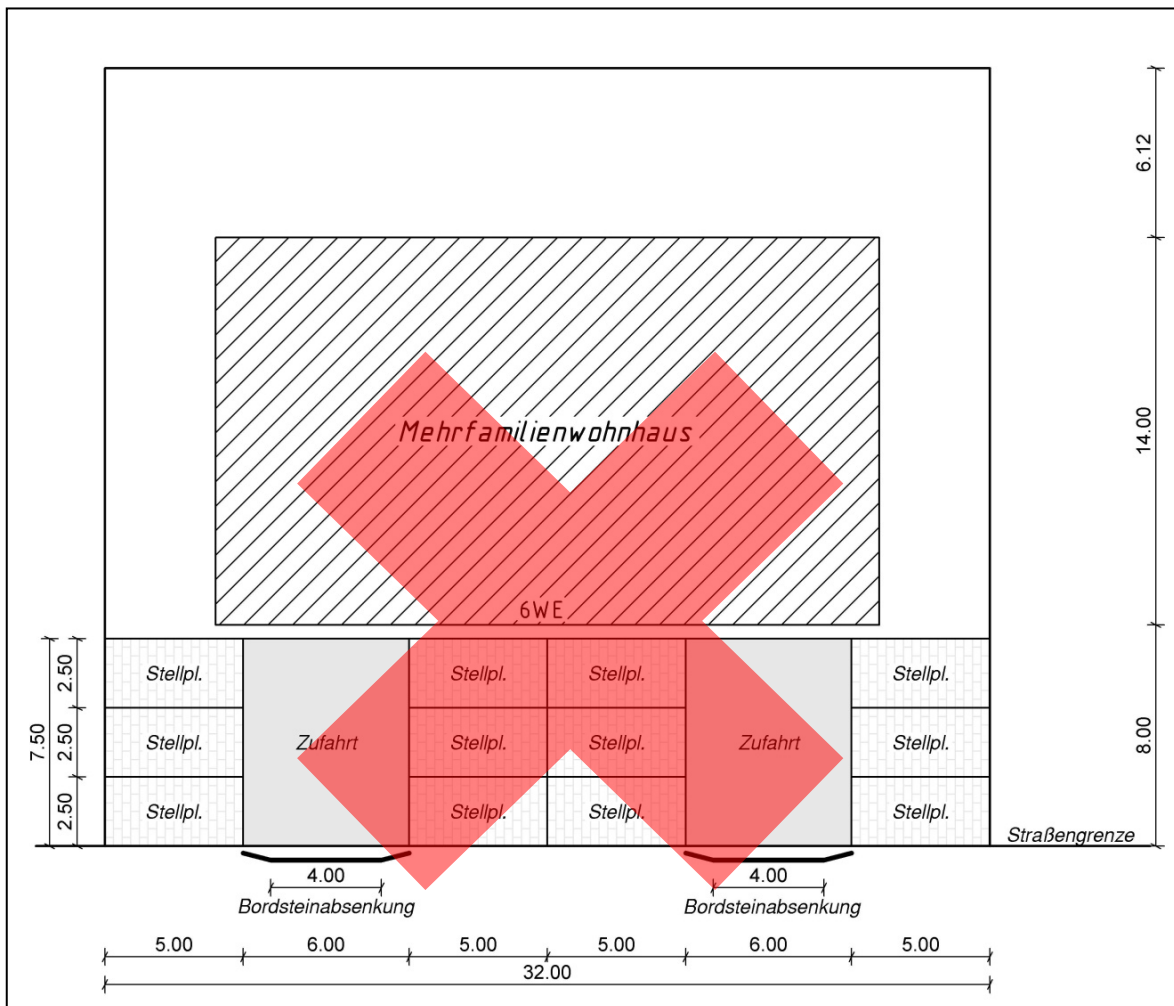 6.12
Mehrfamilienwohnhaus
14.00
6WE
2.50 Stellpl. Stellpl. Stellpl. Stellpl.
7.50 2.50 Stellpl. Zufahrt Stellpl. Stellpl. Zufahrt Stellpl. 8.00
2.50 Stellpl. Stellpl. Stellpl. Stellpl.
Straßengrenze
4.00 4.00
Bordsteinabsenkung Bordsteinabsenkung
5.00 6.00 5.00 5.00 6.00 5.00
32.00